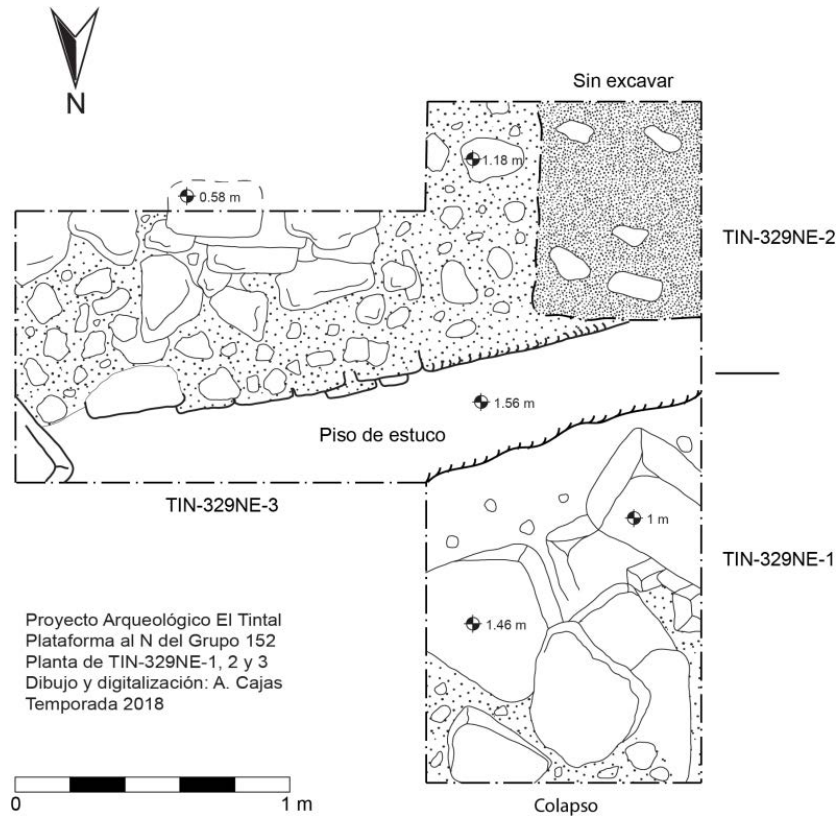 N
Sin excavar
1.18 m
0.58 m
TIN-329NE-2
1.56 m
Piso de estuco
TIN-329NE-3
1 m
TIN-329NE-1
1.46 m
Proyecto Arqueológico El Tintal
Plataforma al N del Grupo 152
Planta de TIN-329NE-1, 2 y 3
Dibujo y digitalización: A. Cajas
Temporada 2018
0
1 m
Colapso